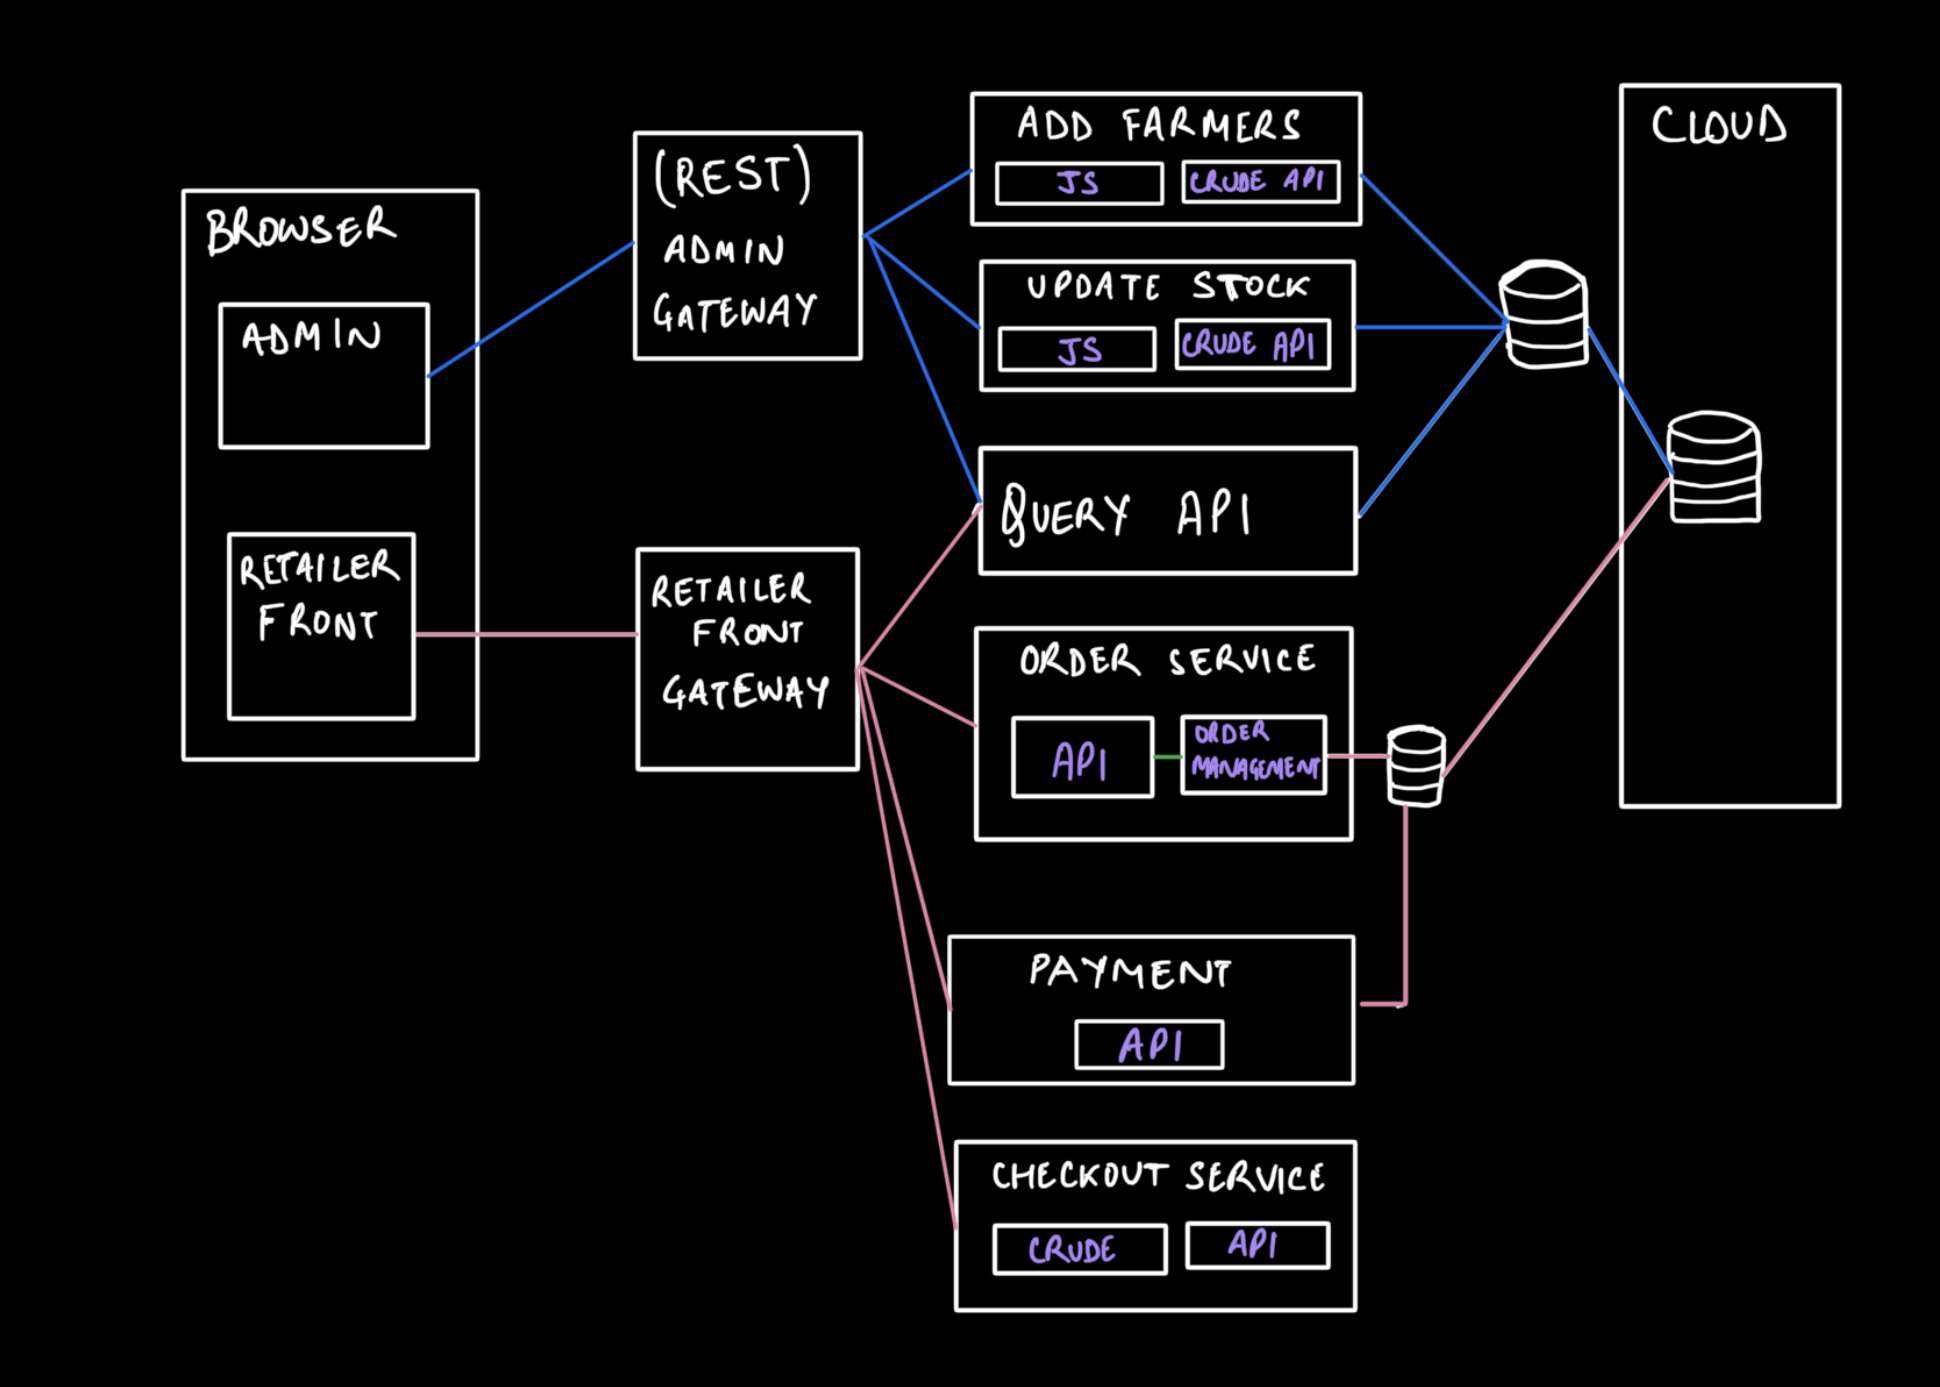 BROWSER
ADMIN
RETAILER
FRONT
(REST)
ADMIN
GATEWAY
RETAILER
FRONT
GATEWAY
ADD FARMERS
JS
CRUDE API
UPDATE STOCK
JS
CRUDE API
QUERY API
ORDER SERVICE
API
ORDER
MANAGEMENT
PAYMENT
API
CHECKOUT SERVICE
CRUDE
API
CLOUD